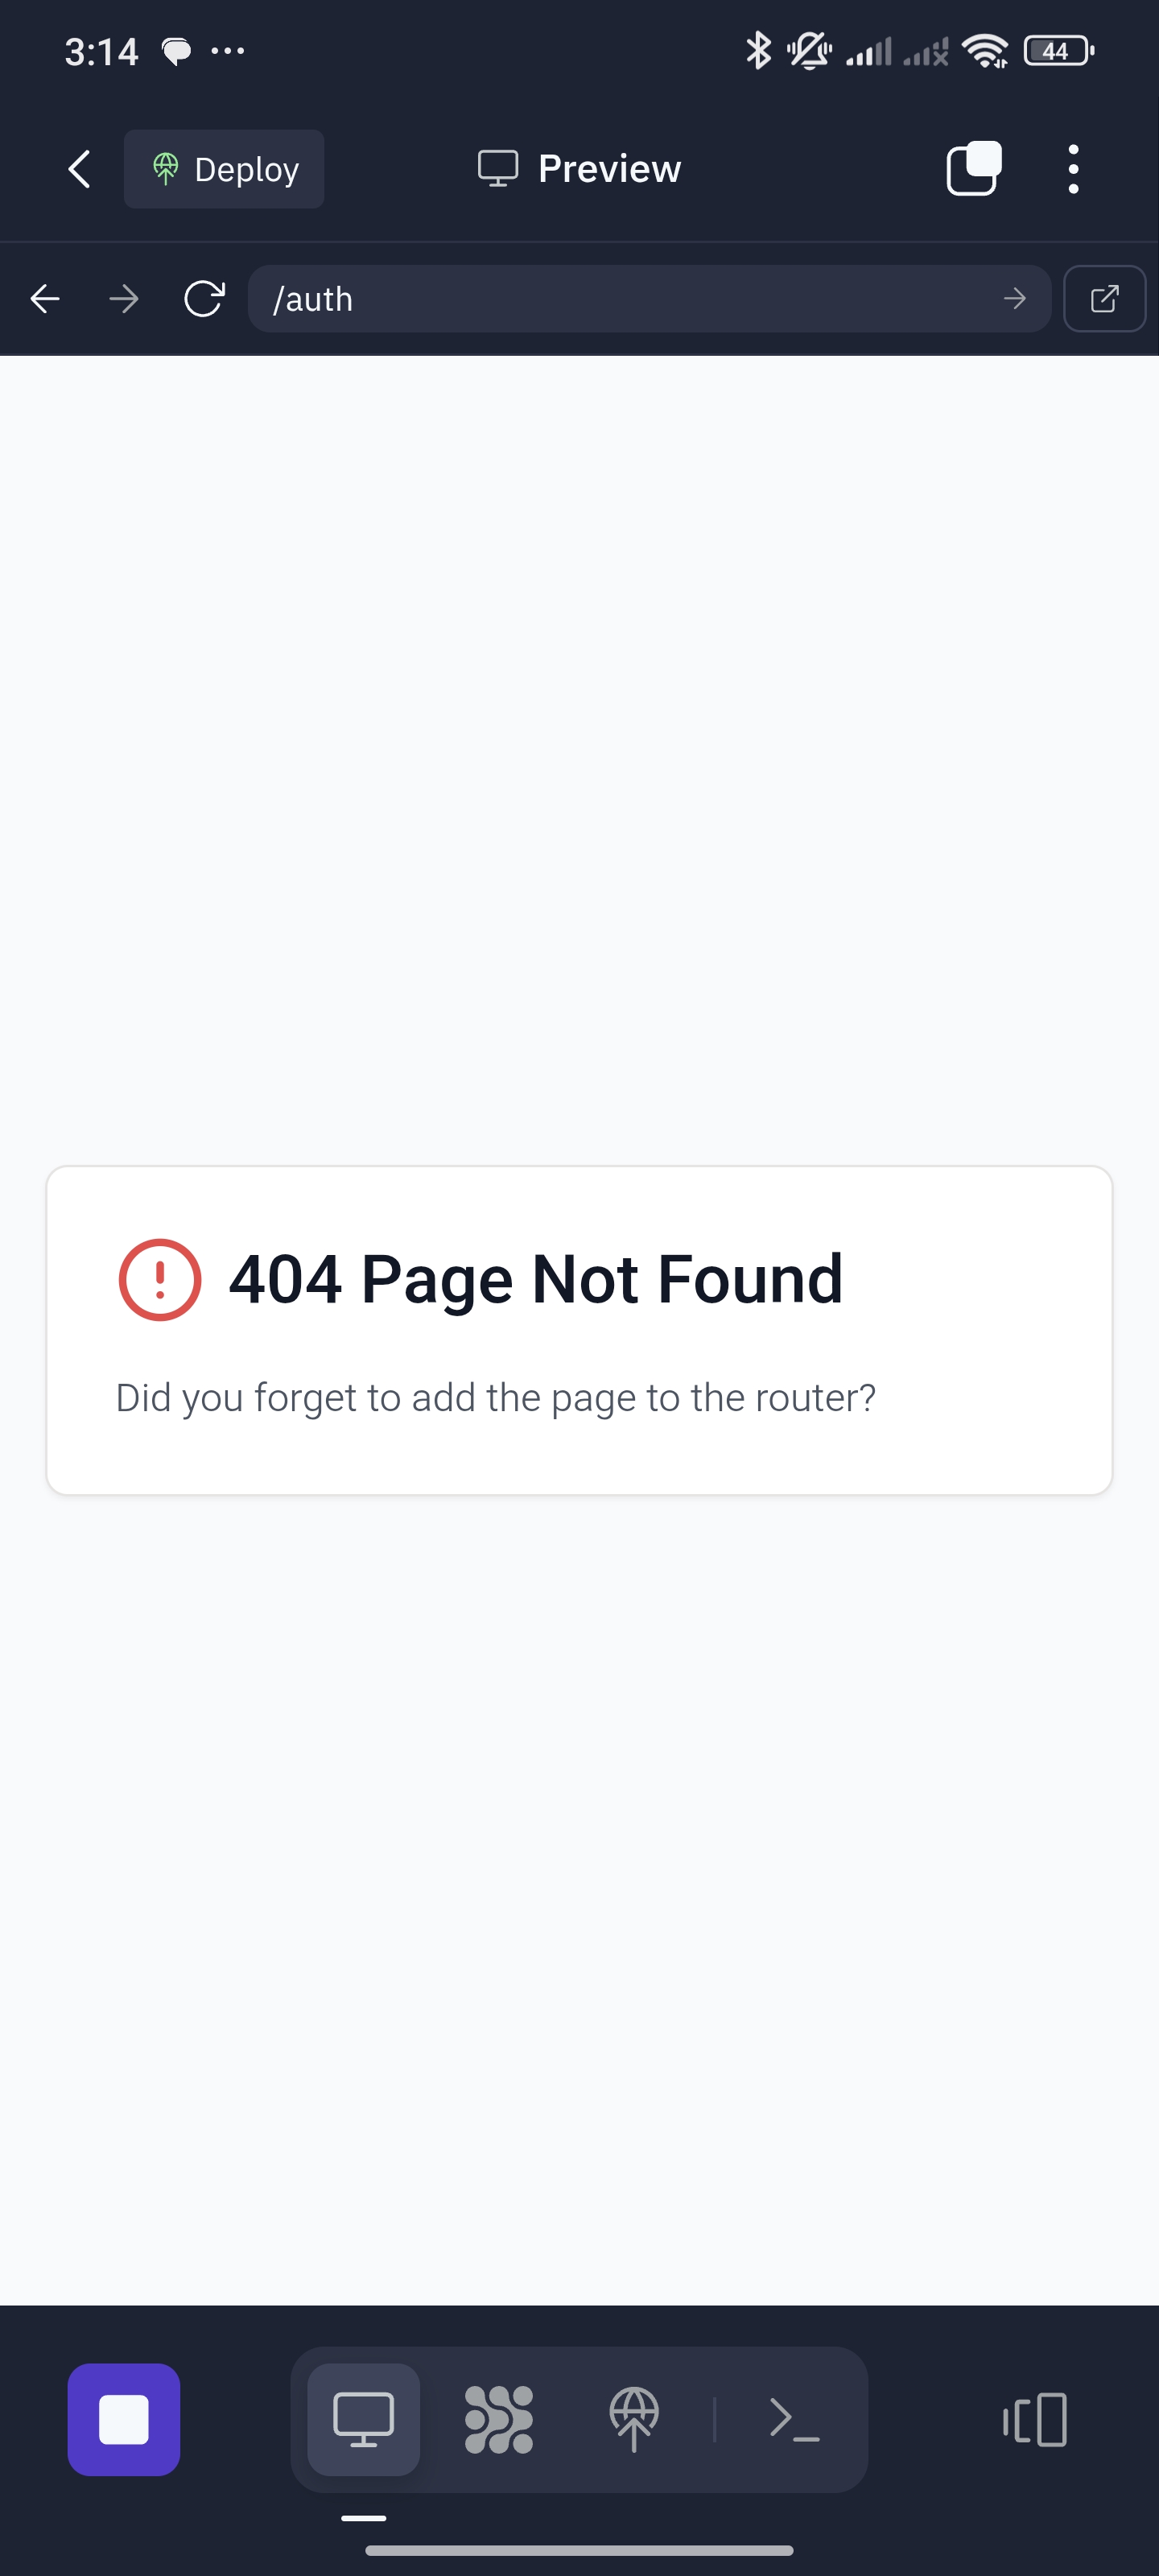 3:14
44
Deploy
Preview
/auth
404 Page Not Found
Did you forget to add the page to the router?